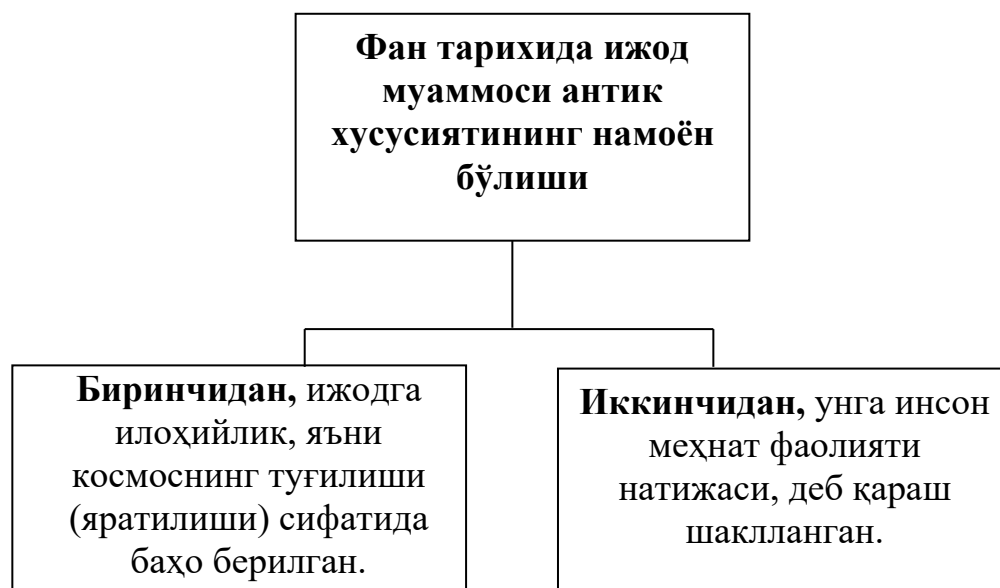 Фан тарихида ижод
муаммоси антик
хусусиятининг намоён
бўлиши
Биринчидан, ижодга
илоҳийлик, яъни
космоснинг туғилиши
(яратилиши) сифатида
баҳо берилган.
Иккинчидан, унга инсон
меҳнат фаолияти
натижаси, деб қараш
шаклланган.